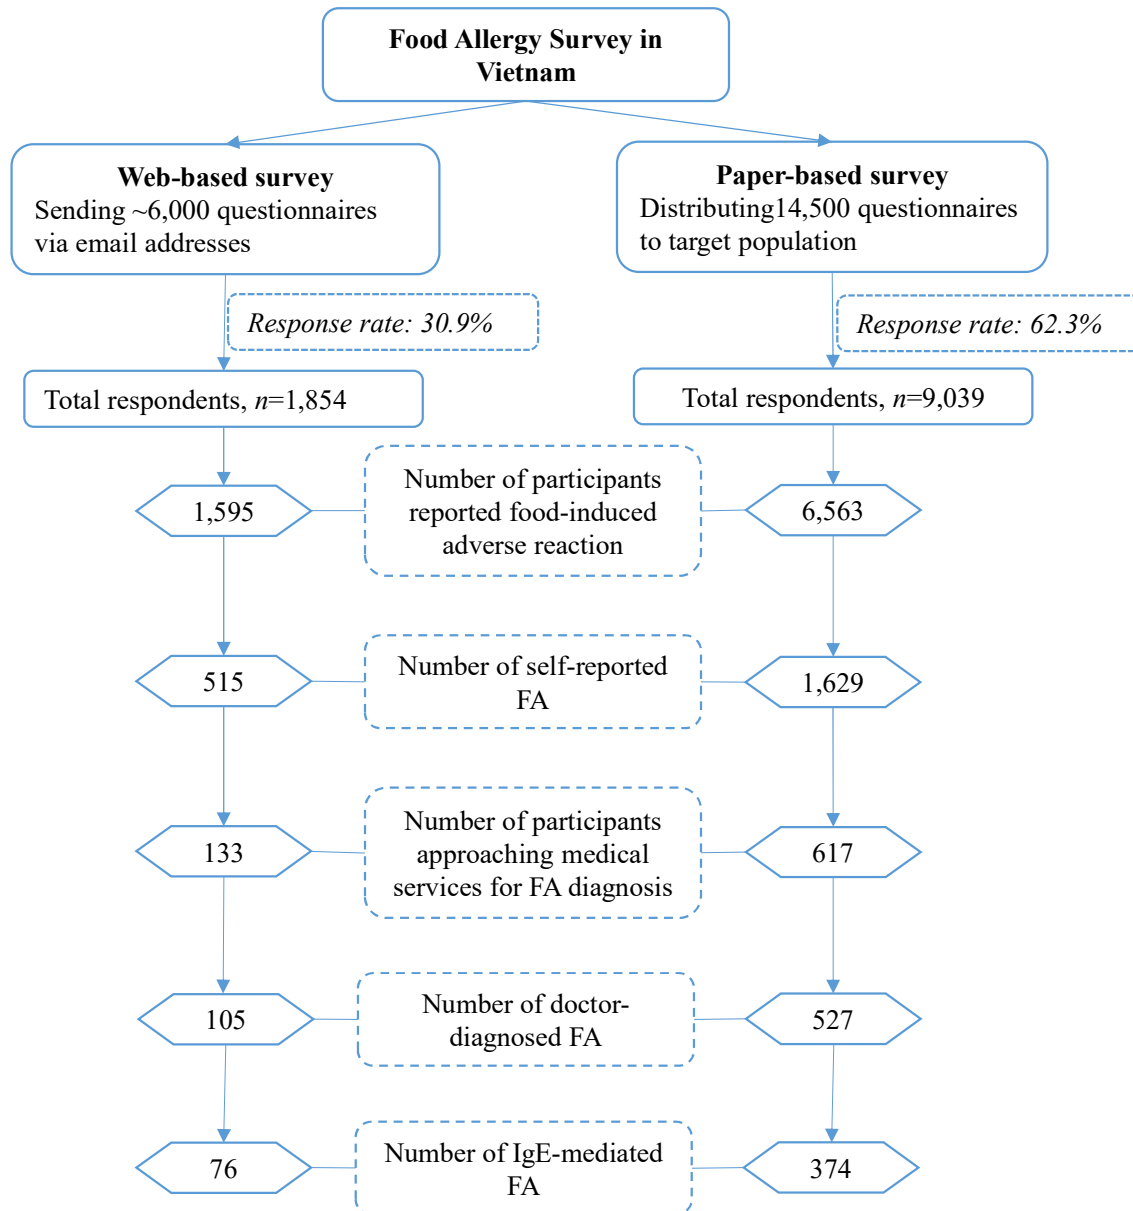 Food Allergy Survey in
Vietnam
Web-based survey
Sending ~6,000 questionnaires
via email addresses
Paper-based survey
Distributing14,500 questionnaires
to target population
Response rate: 30.9%
Response rate: 62.3%
Total respondents, n=1,854
Total respondents, n=9,039
1,595
Number of participants
reported food-induced
adverse reaction
6,563
515
Number of self-reported
FA
1,629
133
Number of participants
approaching medical
services for FA diagnosis
617
105
Number of doctor-
diagnosed FA
527
76
Number of IgE-mediated
FA
374